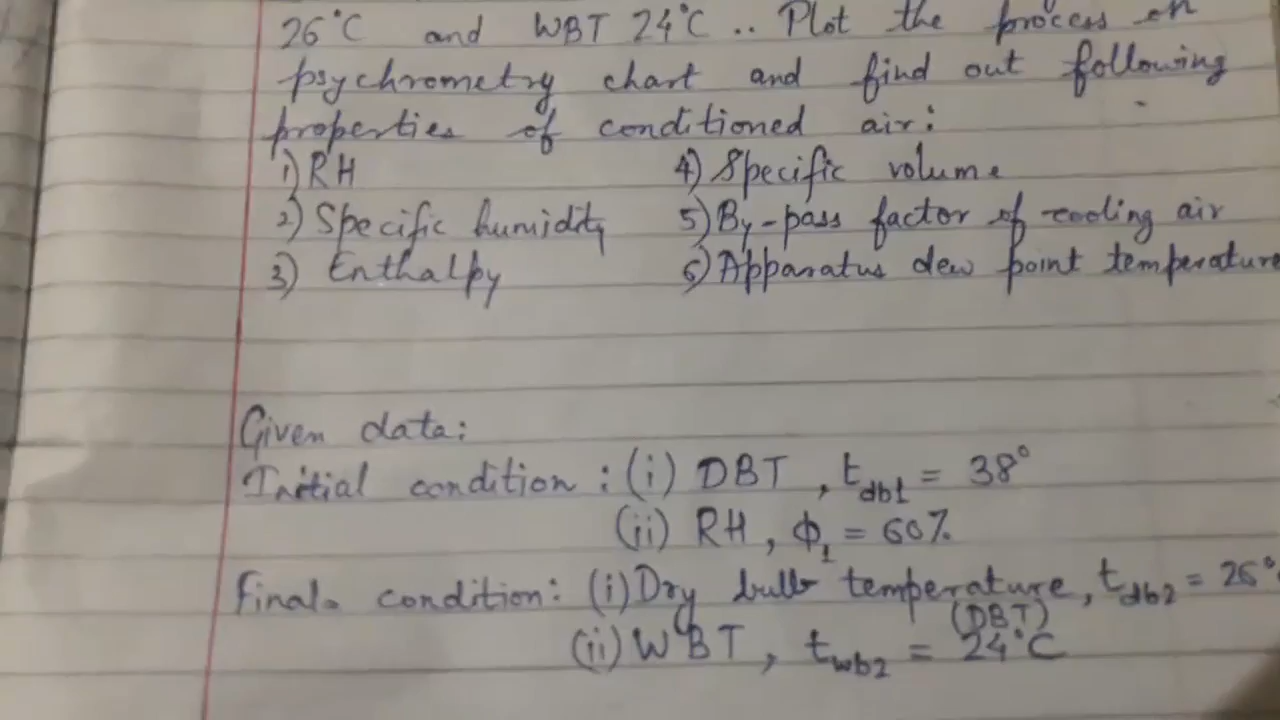 26°C and WBT 24°C .. Plot the process on
psychrometry chart and find out following
properties of conditioned air:
1) RH 4) Specific volume
2) Specific humidity 5) By-pass factor of cooling air
3) Enthalpy 6) Apparatus dew point temperature
Given data:
Initial condition : (i) DBT , tdb1 = 38°
(ii) RH , ϕ1 = 60%
Final condition: (i) Dry bulb temperature, tdb2 = 26°
(DBT)
(ii) WBT , twb2 = 24°C